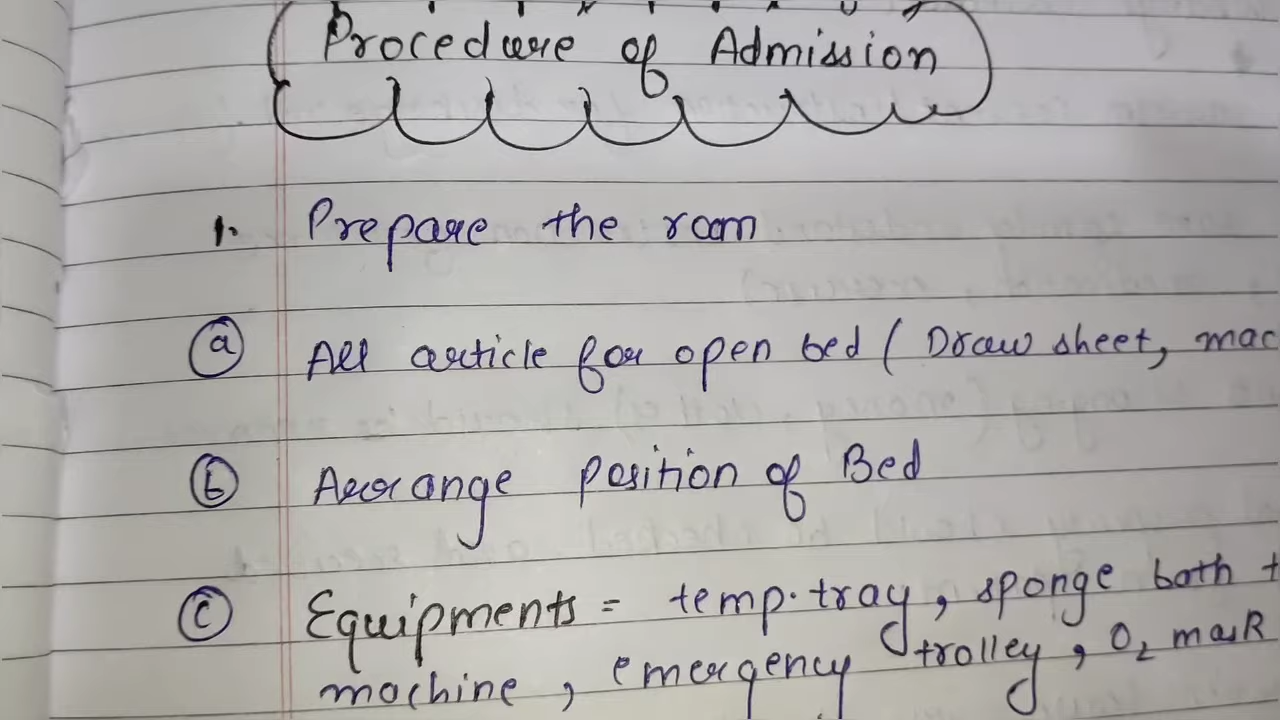 Procedure of Admission
1. Prepare the room
(a) All article for open bed ( Draw sheet, mac
(b) Arrange position of Bed
(c) Equipments = temp. tray, sponge bath t
machine, emergency trolley, O₂ mask